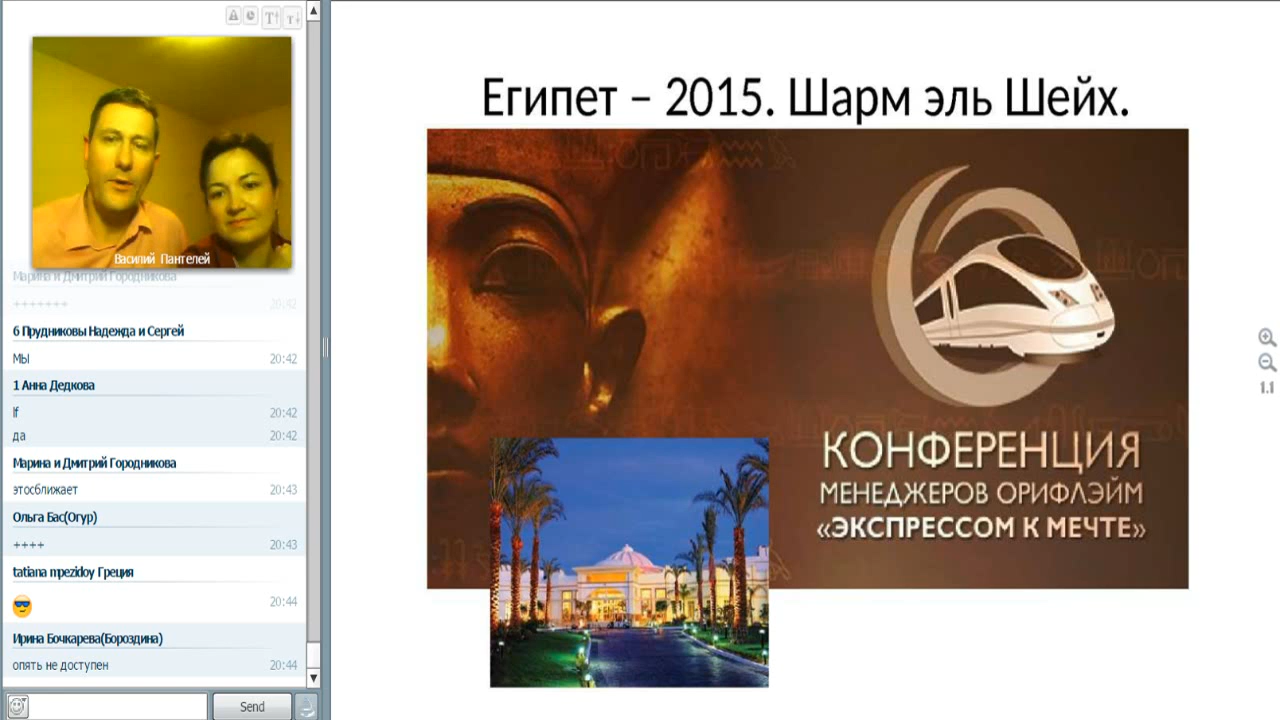 Василий Пантелей
Марина и Дмитрий Городникова
+++++++ 20:42
6 Прудниковы Надежда и Сергей
МЫ 20:42
1 Анна Дедкова
lf 20:42
да 20:42
Марина и Дмитрий Городникова
этосближает 20:43
Ольга Бас(Огур)
++++ 20:43
tatiana mpezidoy Греция
20:44
Ирина Бочкарева(Бороздина)
опять не доступен 20:44
Send
Египет – 2015. Шарм эль Шейх.
КОНФЕРЕНЦИЯ
МЕНЕДЖЕРОВ ОРИФЛЭЙМ
«ЭКСПРЕССОМ К МЕЧТЕ»
1:1